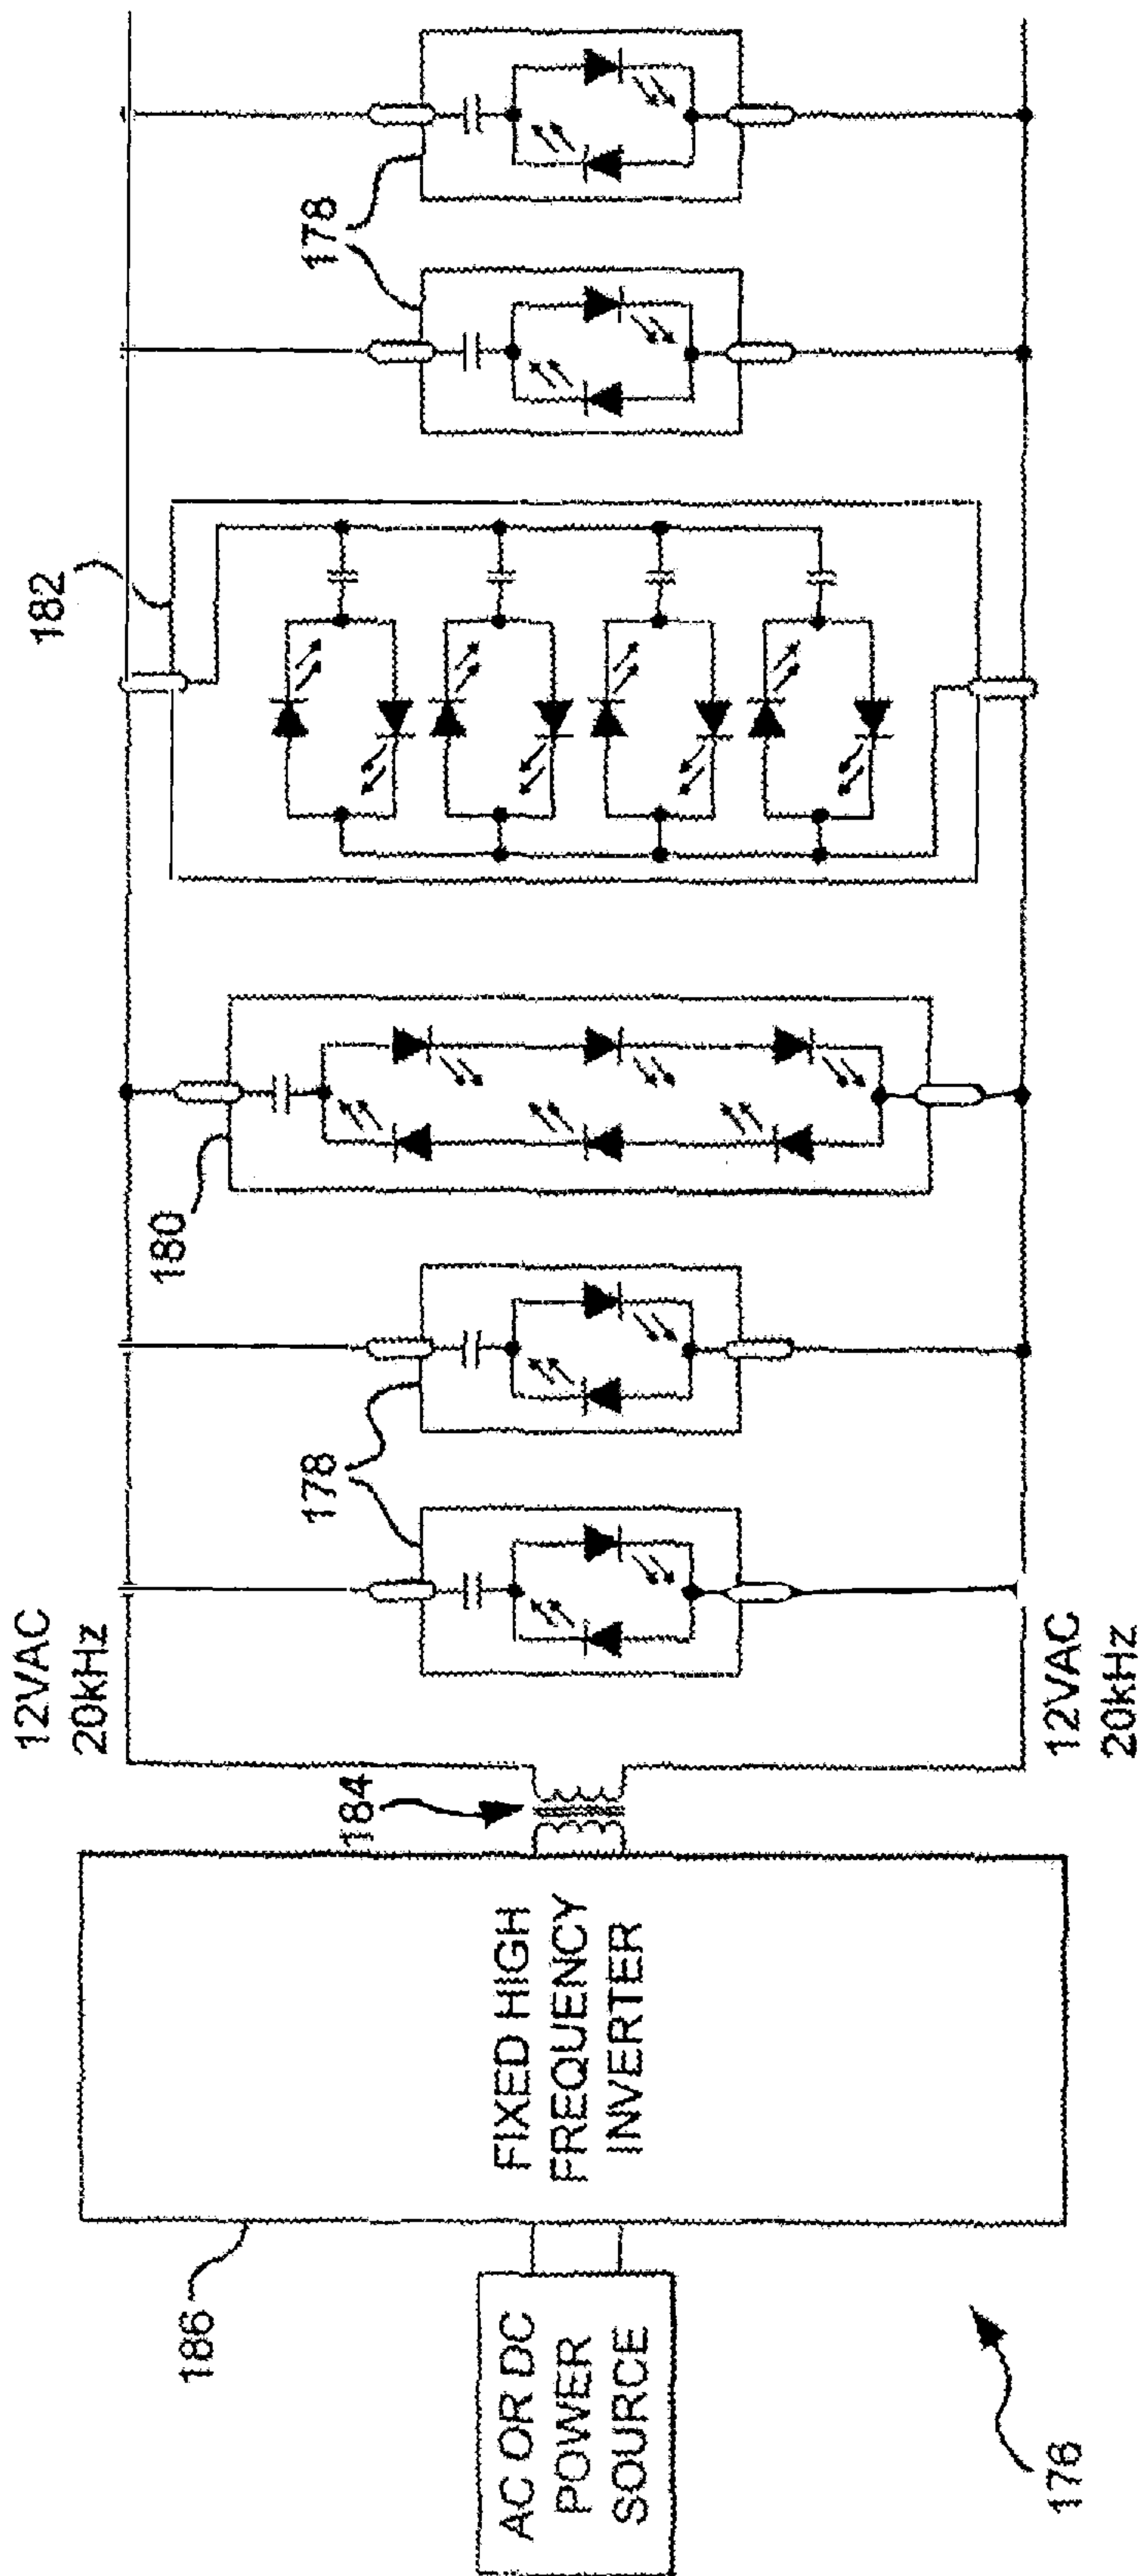 12VAC
20kHz
182
178
180
178
184
186
AC OR DC
POWER
SOURCE
FIXED HIGH
FREQUENCY
INVERTER
12VAC
20kHz
176